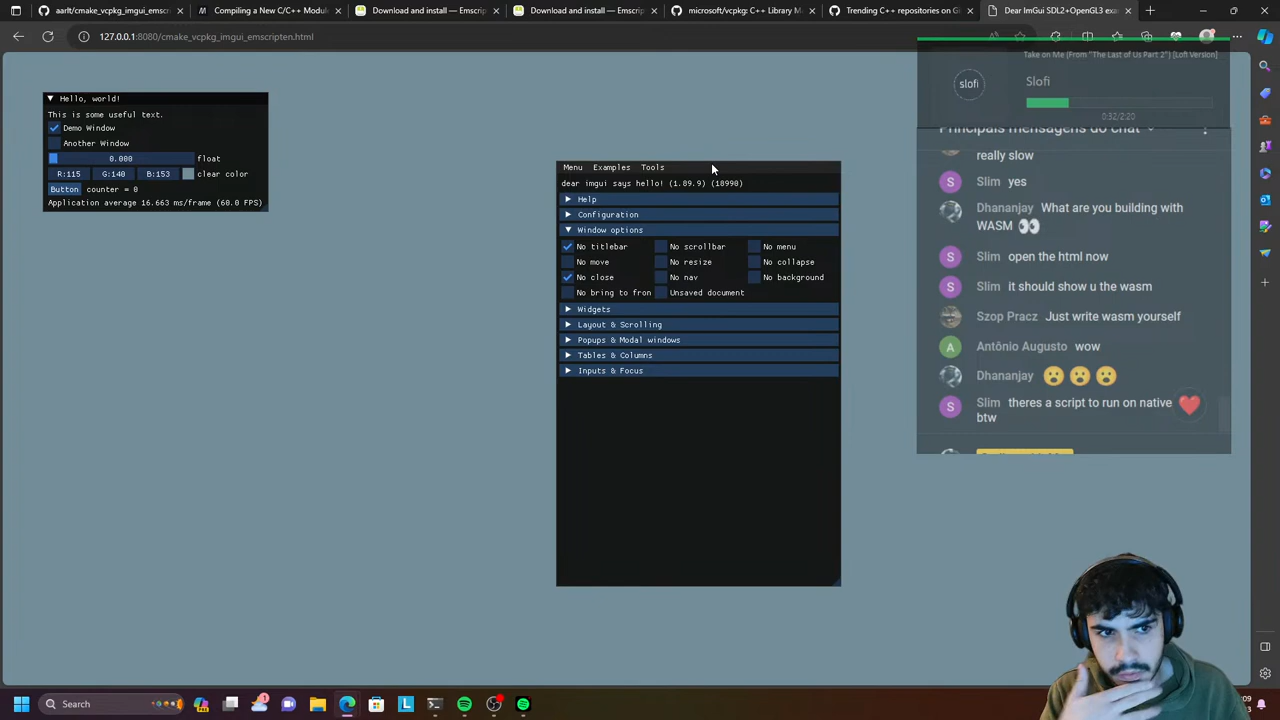 aarlt/cmake_vcpkg_imgui_emscri
Compiling a New C/C++ Module
Download and install — Emscrip
Download and install — Emscrip
microsoft/vcpkg: C++ Library M
Trending C++ repositories on Gi
Dear ImGui SDL2+OpenGL3 exam
127.0.0.1:8080/cmake_vcpkg_imgui_emscripten.html
Take on Me (From "The Last of Us Part 2") [Lofi Version]
slofi
Slofi
0:32/2:20
Principais mensagens do chat
really slow
S Slim yes
Dhananjay What are you building with
WASM 👀
S Slim open the html now
S Slim it should show u the wasm
Szop Pracz Just write wasm yourself
A Antônio Augusto wow
Dhananjay 😮 😮 😮
S Slim theres a script to run on native
btw
Hello, world!
This is some useful text.
Demo Window
Another Window
0.000 float
R:115 G:140 B:153 clear color
Button counter = 0
Application average 16.663 ms/frame (60.0 FPS)
Menu Examples Tools
dear imgui says hello! (1.89.9) (18990)
Help
Configuration
Window options
No titlebar No scrollbar No menu
No move No resize No collapse
No close No nav No background
No bring to fron Unsaved document
Widgets
Layout & Scrolling
Popups & Modal windows
Tables & Columns
Inputs & Focus
Search